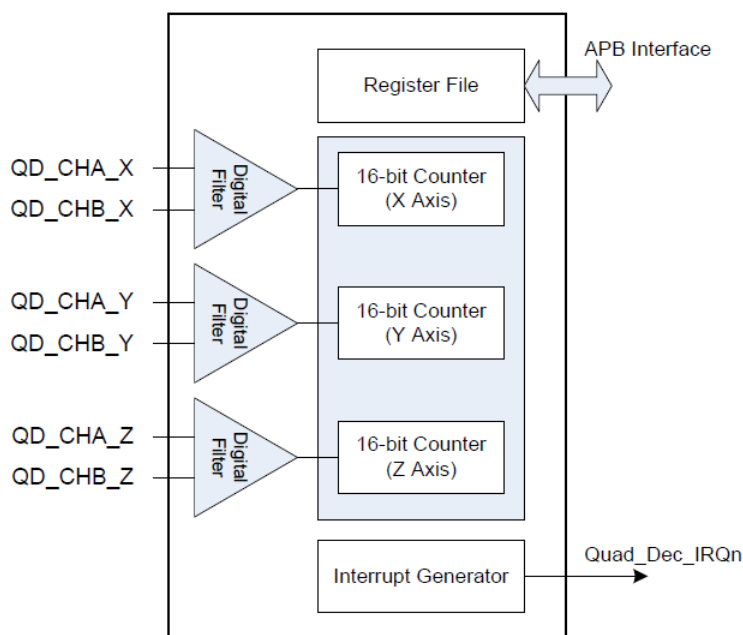 APB Interface
Register File
QD_CHA_X
QD_CHB_X
Digital
Filter
16-bit Counter
(X Axis)
QD_CHA_Y
QD_CHB_Y
Digital
Filter
16-bit Counter
(Y Axis)
QD_CHA_Z
QD_CHB_Z
Digital
Filter
16-bit Counter
(Z Axis)
Interrupt Generator
Quad_Dec_IRQn